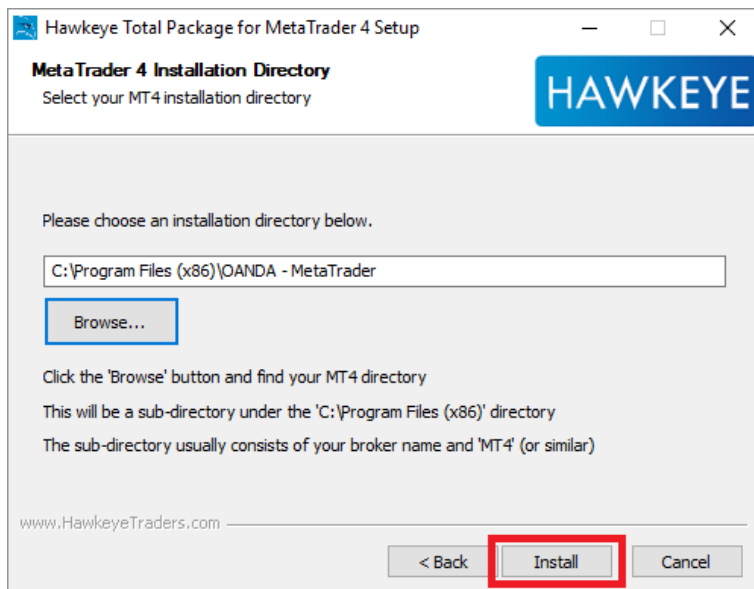 Hawkeye Total Package for MetaTrader 4 Setup
MetaTrader 4 Installation Directory
Select your MT4 installation directory
HAWKEYE
Please choose an installation directory below.
C:\Program Files (x86)\OANDA - MetaTrader
Browse...
Click the 'Browse' button and find your MT4 directory
This will be a sub-directory under the 'C:\Program Files (x86)' directory
The sub-directory usually consists of your broker name and 'MT4' (or similar)
www.HawkeyeTraders.com
< Back Install Cancel